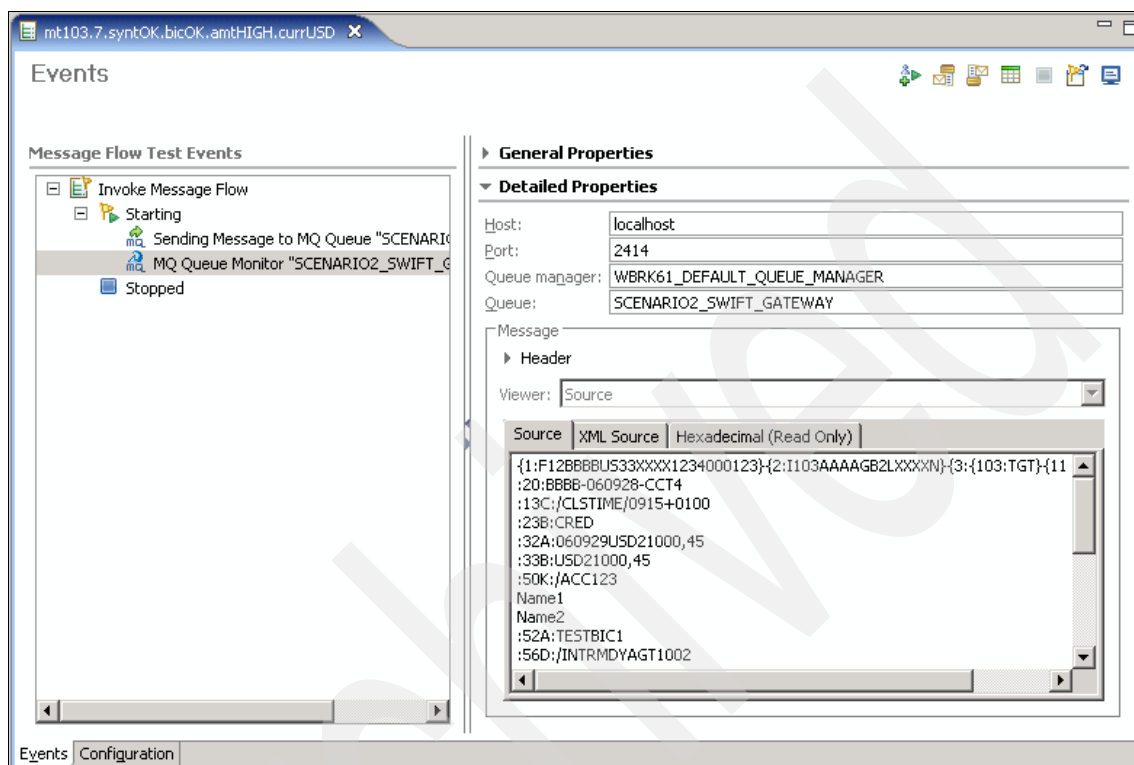 mt103.7.syntOK.bicOK.amtHIGH.currUSD
Events
Message Flow Test Events
Invoke Message Flow
Starting
Sending Message to MQ Queue "SCENARIO
MQ Queue Monitor "SCENARIO2_SWIFT_G
Stopped
General Properties
Detailed Properties
Host: localhost
Port: 2414
Queue manager: WBRK61_DEFAULT_QUEUE_MANAGER
Queue: SCENARIO2_SWIFT_GATEWAY
Message
Header
Viewer: Source
Source XML Source Hexadecimal (Read Only)
{1:F12BBBBUS33XXXX1234000123}{2:I103AAAAGB2LXXXXN}{3:{103:TGT}{11
:20:BBBB-060928-CCT4
:13C:/CLSTIME/0915+0100
:23B:CRED
:32A:060929USD21000,45
:33B:USD21000,45
:50K:/ACC123
Name1
Name2
:52A:TESTBIC1
:56D:/INTRMDYAGT1002
Events Configuration